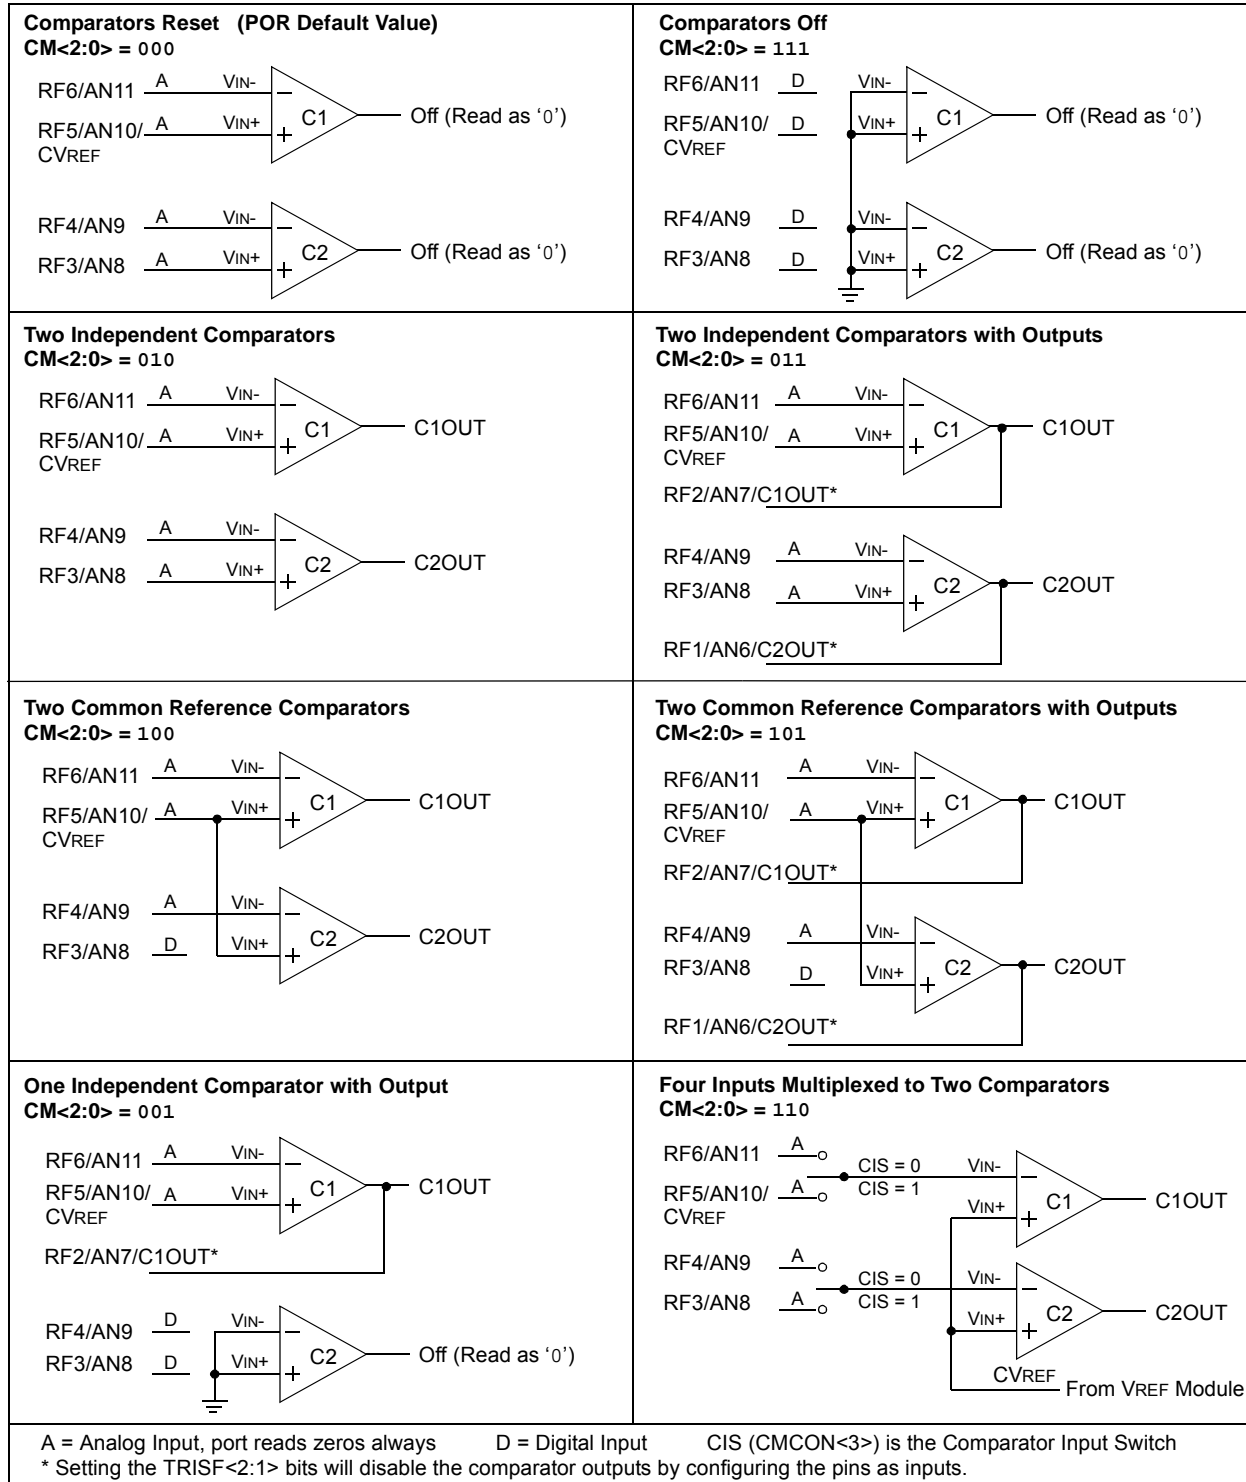 Comparators Reset (POR Default Value)
CM<2:0> = 000
RF6/AN11 A VIN- −
C1 Off (Read as ‘0’)
RF5/AN10/ A VIN+ +
CVREF
RF4/AN9 A VIN- −
C2 Off (Read as ‘0’)
RF3/AN8 A VIN+ +
Comparators Off
CM<2:0> = 111
RF6/AN11 D VIN- −
C1 Off (Read as ‘0’)
RF5/AN10/ D VIN+ +
CVREF
RF4/AN9 D VIN- −
C2 Off (Read as ‘0’)
RF3/AN8 D VIN+ +
Two Independent Comparators
CM<2:0> = 010
RF6/AN11 A VIN- −
C1 C1OUT
RF5/AN10/ A VIN+ +
CVREF
RF4/AN9 A VIN- −
C2 C2OUT
RF3/AN8 A VIN+ +
Two Independent Comparators with Outputs
CM<2:0> = 011
RF6/AN11 A VIN- −
C1 C1OUT
RF5/AN10/ A VIN+ +
CVREF
RF2/AN7/C1OUT*
RF4/AN9 A VIN- −
C2 C2OUT
RF3/AN8 A VIN+ +
RF1/AN6/C2OUT*
Two Common Reference Comparators
CM<2:0> = 100
RF6/AN11 A VIN- −
C1 C1OUT
RF5/AN10/ A VIN+ +
CVREF
RF4/AN9 A VIN- −
C2 C2OUT
RF3/AN8 D VIN+ +
Two Common Reference Comparators with Outputs
CM<2:0> = 101
RF6/AN11 A VIN- −
C1 C1OUT
RF5/AN10/ A VIN+ +
CVREF
RF2/AN7/C1OUT*
RF4/AN9 A VIN- −
C2 C2OUT
RF3/AN8 D VIN+ +
RF1/AN6/C2OUT*
One Independent Comparator with Output
CM<2:0> = 001
RF6/AN11 A VIN- −
C1 C1OUT
RF5/AN10/ A VIN+ +
CVREF
RF2/AN7/C1OUT*
RF4/AN9 D VIN- −
C2 Off (Read as ‘0’)
RF3/AN8 D VIN+ +
Four Inputs Multiplexed to Two Comparators
CM<2:0> = 110
RF6/AN11 A
CIS = 0 VIN- −
RF5/AN10/ A CIS = 1
CVREF
VIN+ + C1 C1OUT
RF4/AN9 A
CIS = 0 VIN- −
RF3/AN8 A CIS = 1
VIN+ + C2 C2OUT
CVREF
From VREF Module
A = Analog Input, port reads zeros always D = Digital Input CIS (CMCON<3>) is the Comparator Input Switch
* Setting the TRISF<2:1> bits will disable the comparator outputs by configuring the pins as inputs.